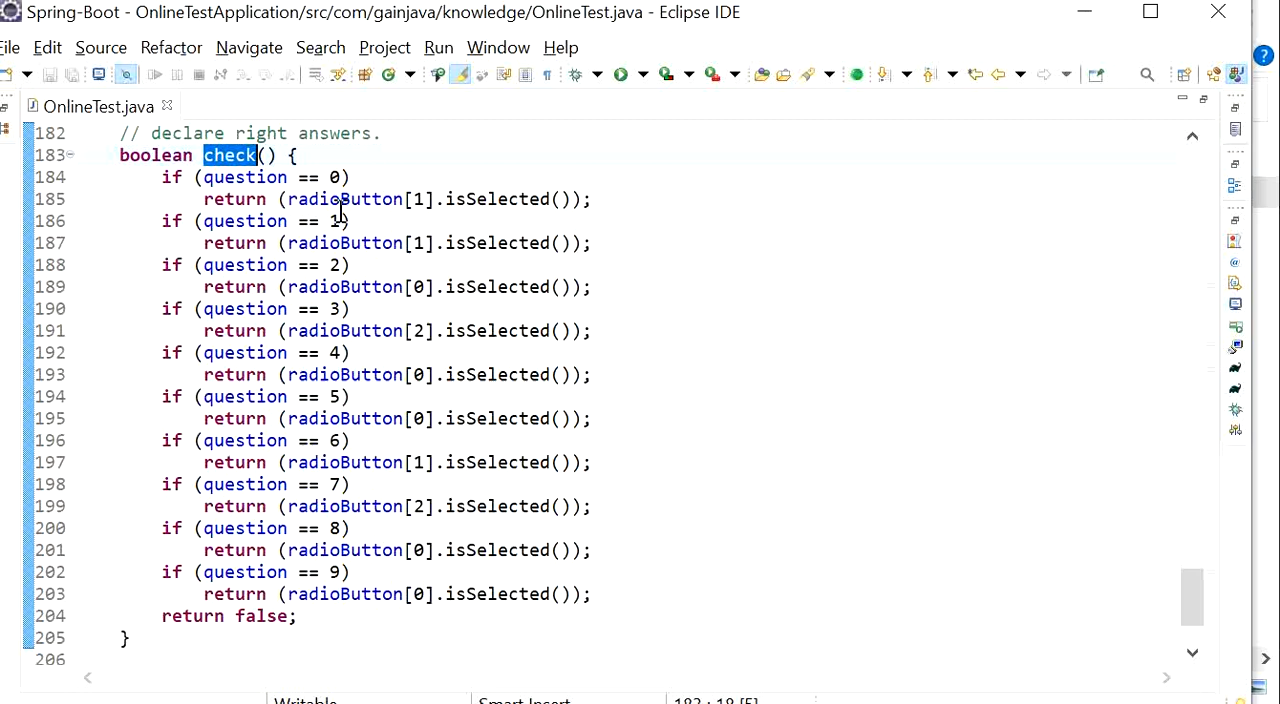 Spring-Boot - OnlineTestApplication/src/com/gainjava/knowledge/OnlineTest.java - Eclipse IDE
File Edit Source Refactor Navigate Search Project Run Window Help
OnlineTest.java
182 // declare right answers.
183 boolean check() {
184 if (question == 0)
185 return (radioButton[1].isSelected());
186 if (question == 1)
187 return (radioButton[1].isSelected());
188 if (question == 2)
189 return (radioButton[0].isSelected());
190 if (question == 3)
191 return (radioButton[2].isSelected());
192 if (question == 4)
193 return (radioButton[0].isSelected());
194 if (question == 5)
195 return (radioButton[0].isSelected());
196 if (question == 6)
197 return (radioButton[1].isSelected());
198 if (question == 7)
199 return (radioButton[2].isSelected());
200 if (question == 8)
201 return (radioButton[0].isSelected());
202 if (question == 9)
203 return (radioButton[0].isSelected());
204 return false;
205 }
206
Writable Smart Insert 183 : 18 [5]